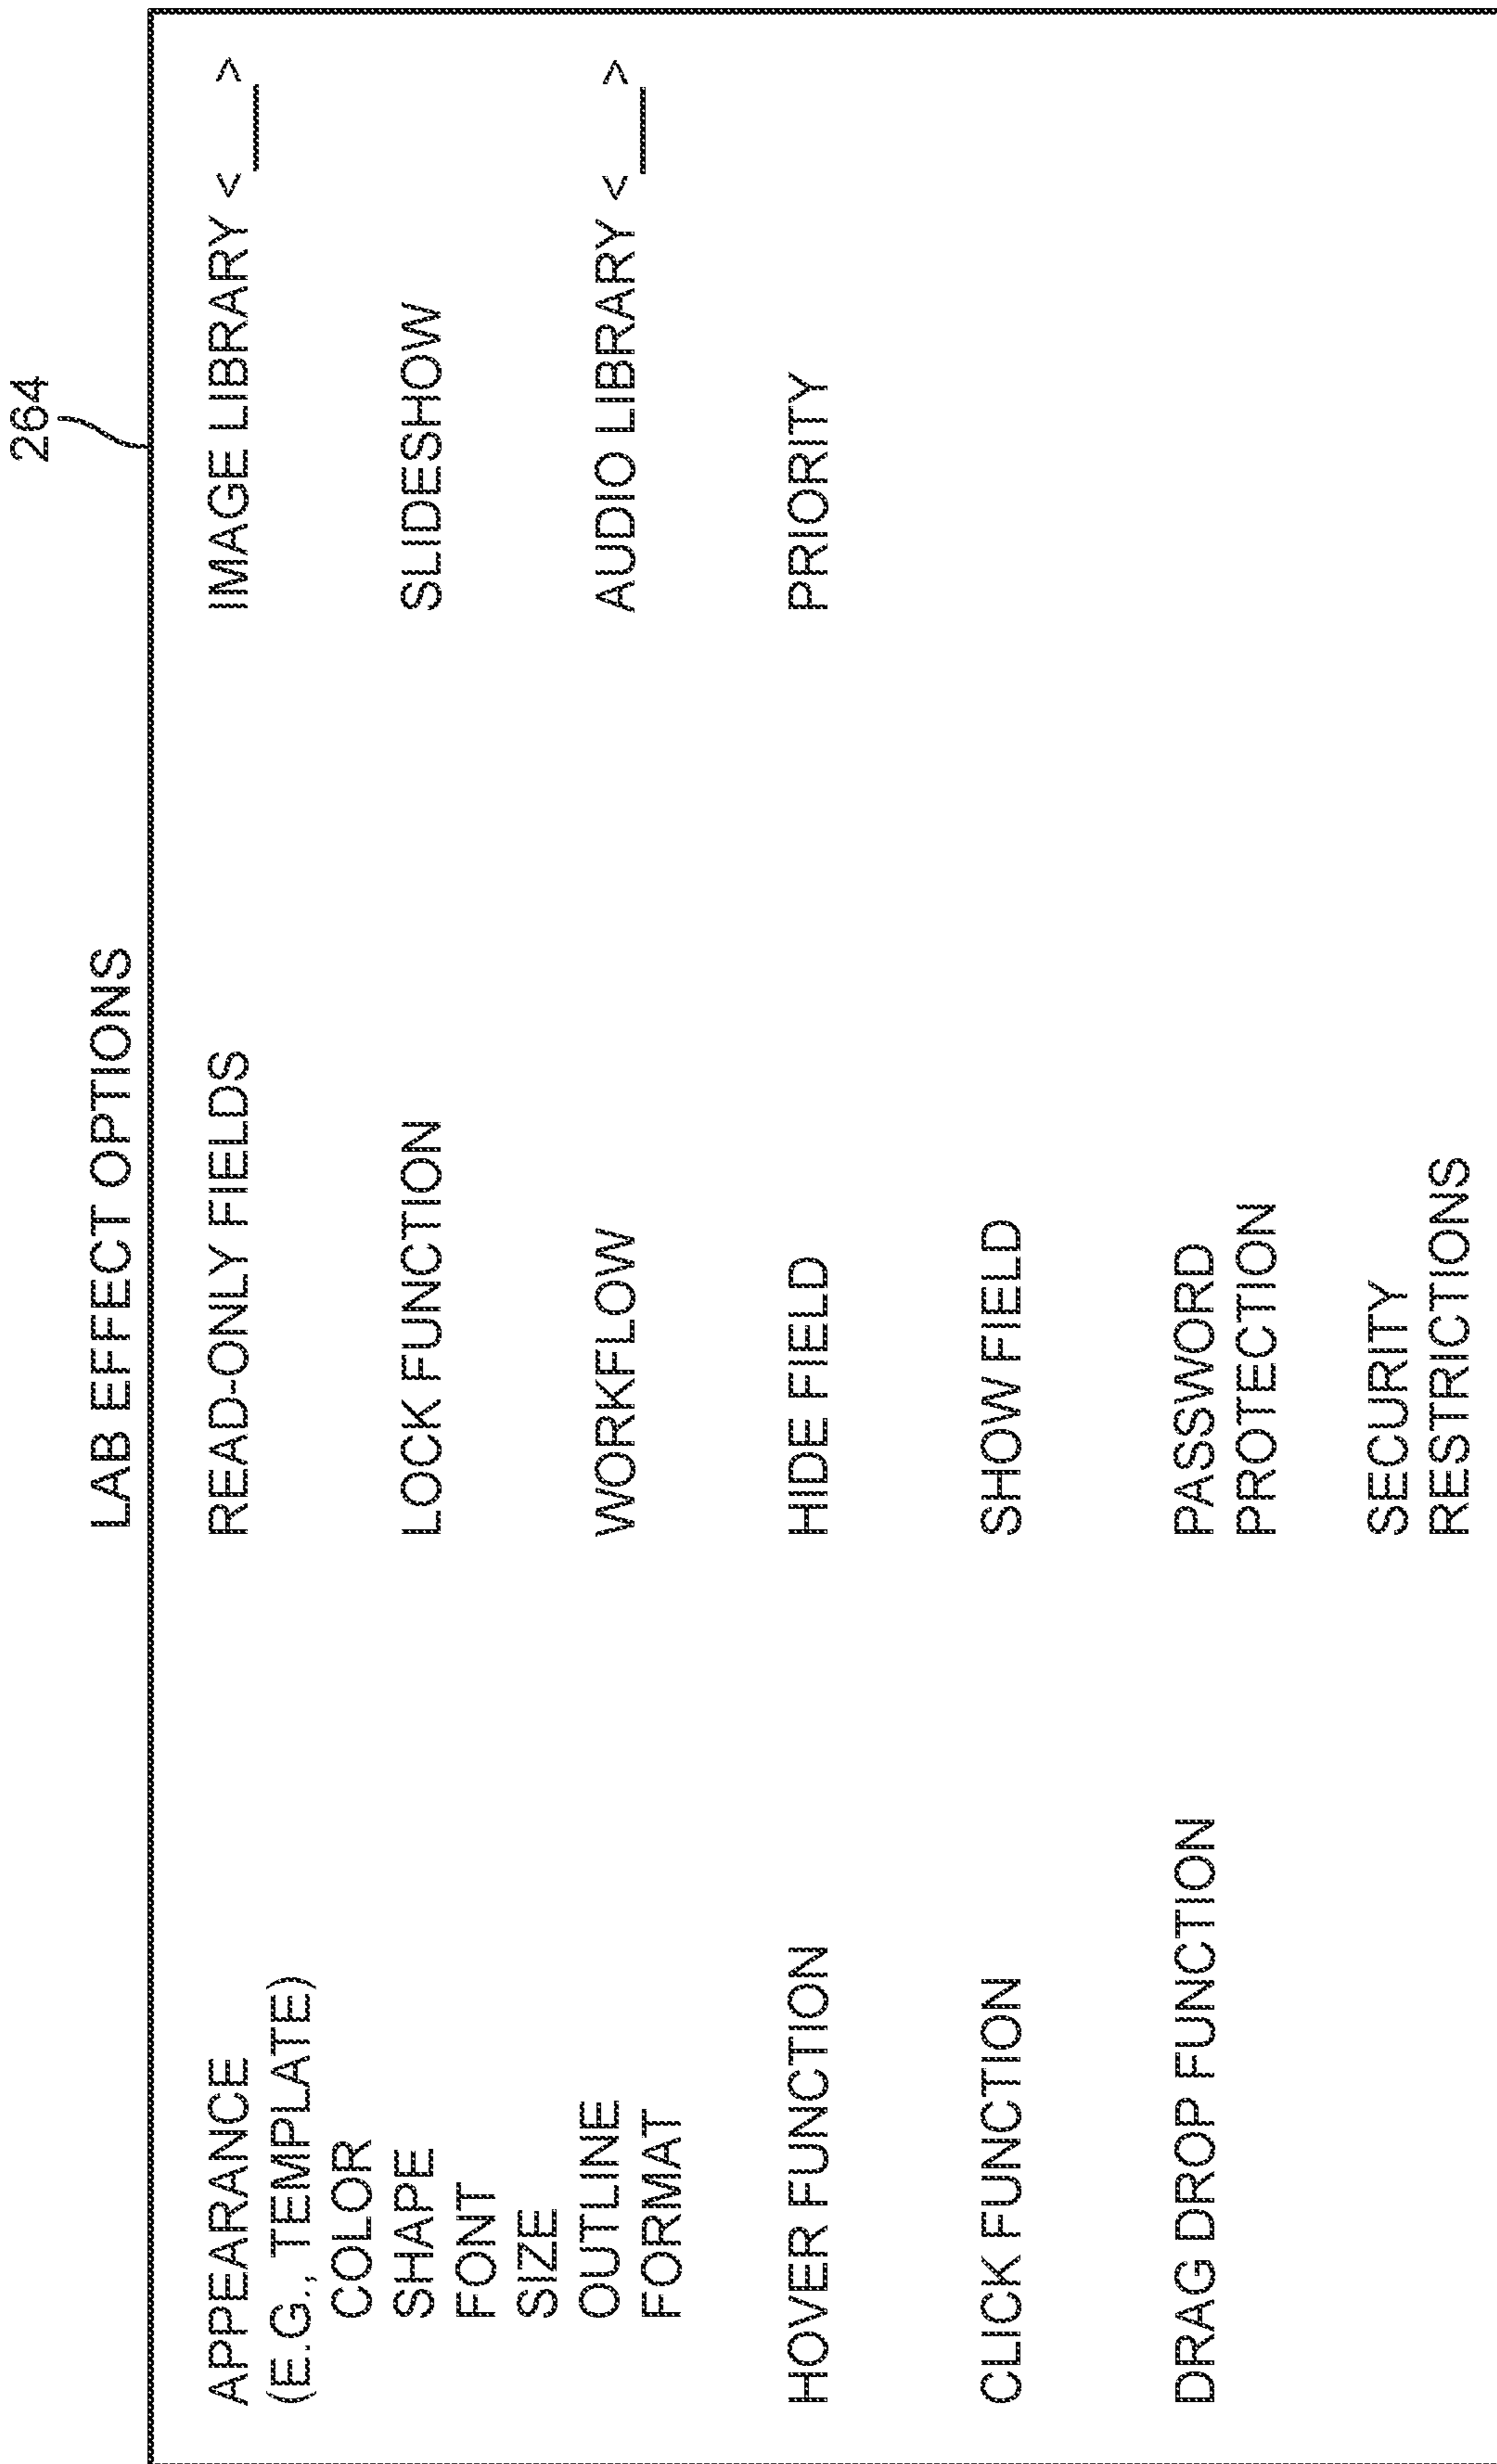 264
LAB EFFECT OPTIONS
APPEARANCE
(E.G., TEMPLATE)
COLOR
SHAPE
FONT
SIZE
OUTLINE
FORMAT
HOVER FUNCTION
CLICK FUNCTION
DRAG DROP FUNCTION
READ-ONLY FIELDS
LOCK FUNCTION
WORKFLOW
HIDE FIELD
SHOW FIELD
PASSWORD
PROTECTION
SECURITY
RESTRICTIONS
IMAGE LIBRARY <___>
SLIDESHOW
AUDIO LIBRARY <___>
PRIORITY